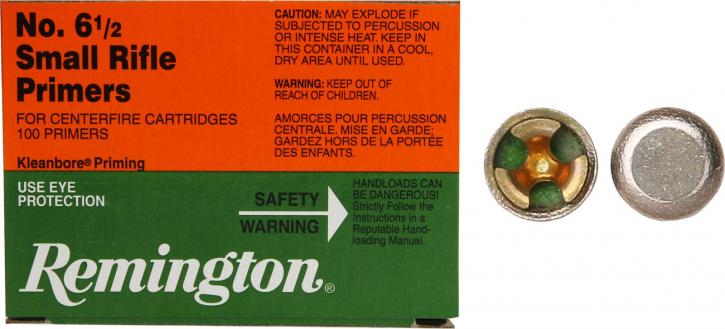 No. 6 1/2
Small Rifle
Primers
FOR CENTERFIRE CARTRIDGES
100 PRIMERS
Kleanbore® Priming
CAUTION: MAY EXPLODE IF
SUBJECTED TO PERCUSSION
OR INTENSE HEAT. KEEP IN
THIS CONTAINER IN A COOL,
DRY AREA UNTIL USED.
WARNING: KEEP OUT OF
REACH OF CHILDREN.
AMORCES POUR PERCUSSION
CENTRALE. MISE EN GARDE;
GARDEZ HORS DE LA PORTÉE
DES ENFANTS.
USE EYE
PROTECTION
SAFETY
WARNING
HANDLOADS CAN
BE DANGEROUS!
Strictly Follow the
Instructions in a
Reputable Hand-
loading Manual.
Remington®